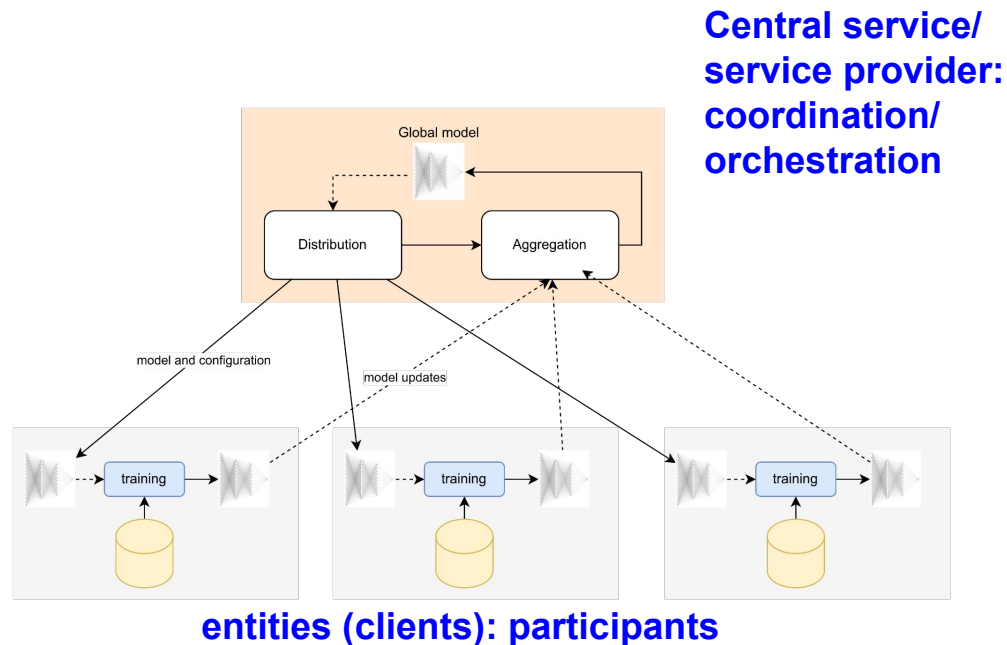 Central service/
service provider:
coordination/
orchestration
Global model
Distribution
Aggregation
model and configuration
model updates
training
training
training
entities (clients): participants